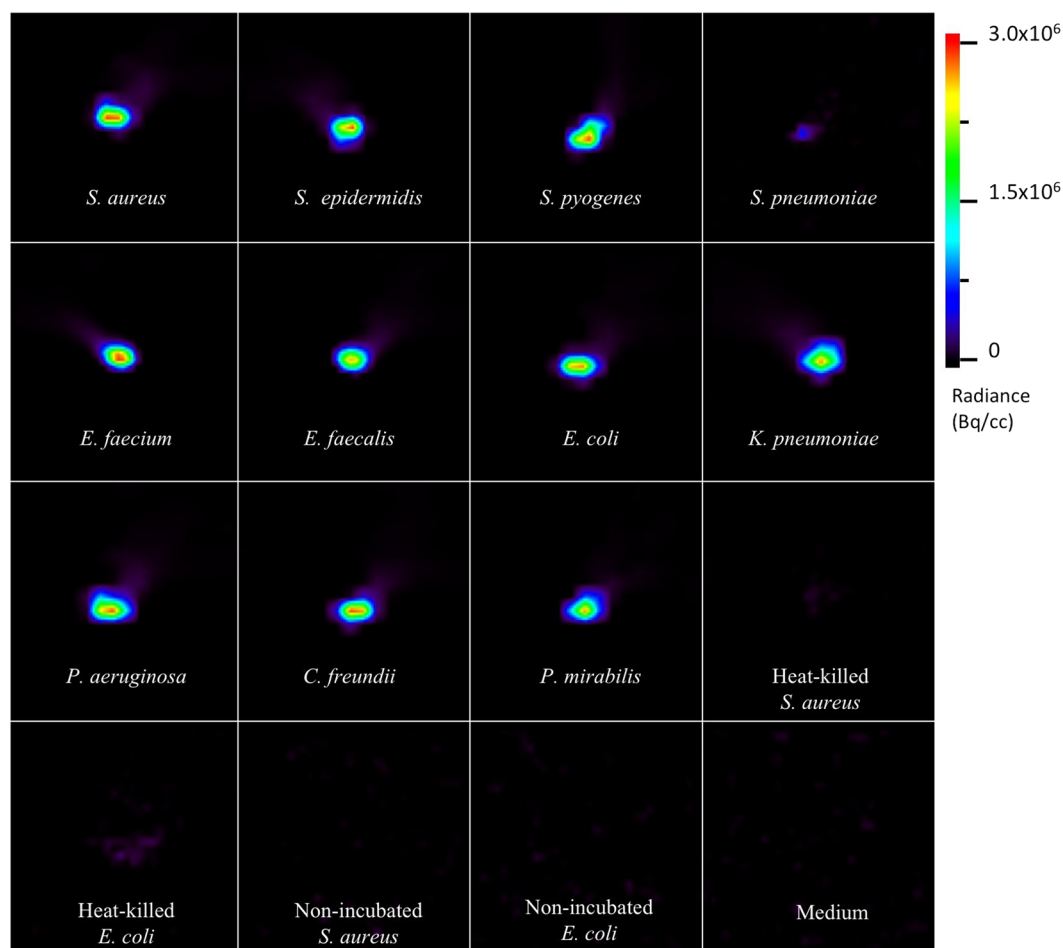 S. aureus
S. epidermidis
S. pyogenes
S. pneumoniae
3.0x10⁶
1.5x10⁶
0
Radiance
(Bq/cc)
E. faecium
E. faecalis
E. coli
K. pneumoniae
P. aeruginosa
C. freundii
P. mirabilis
Heat-killed
S. aureus
Heat-killed
E. coli
Non-incubated
S. aureus
Non-incubated
E. coli
Medium